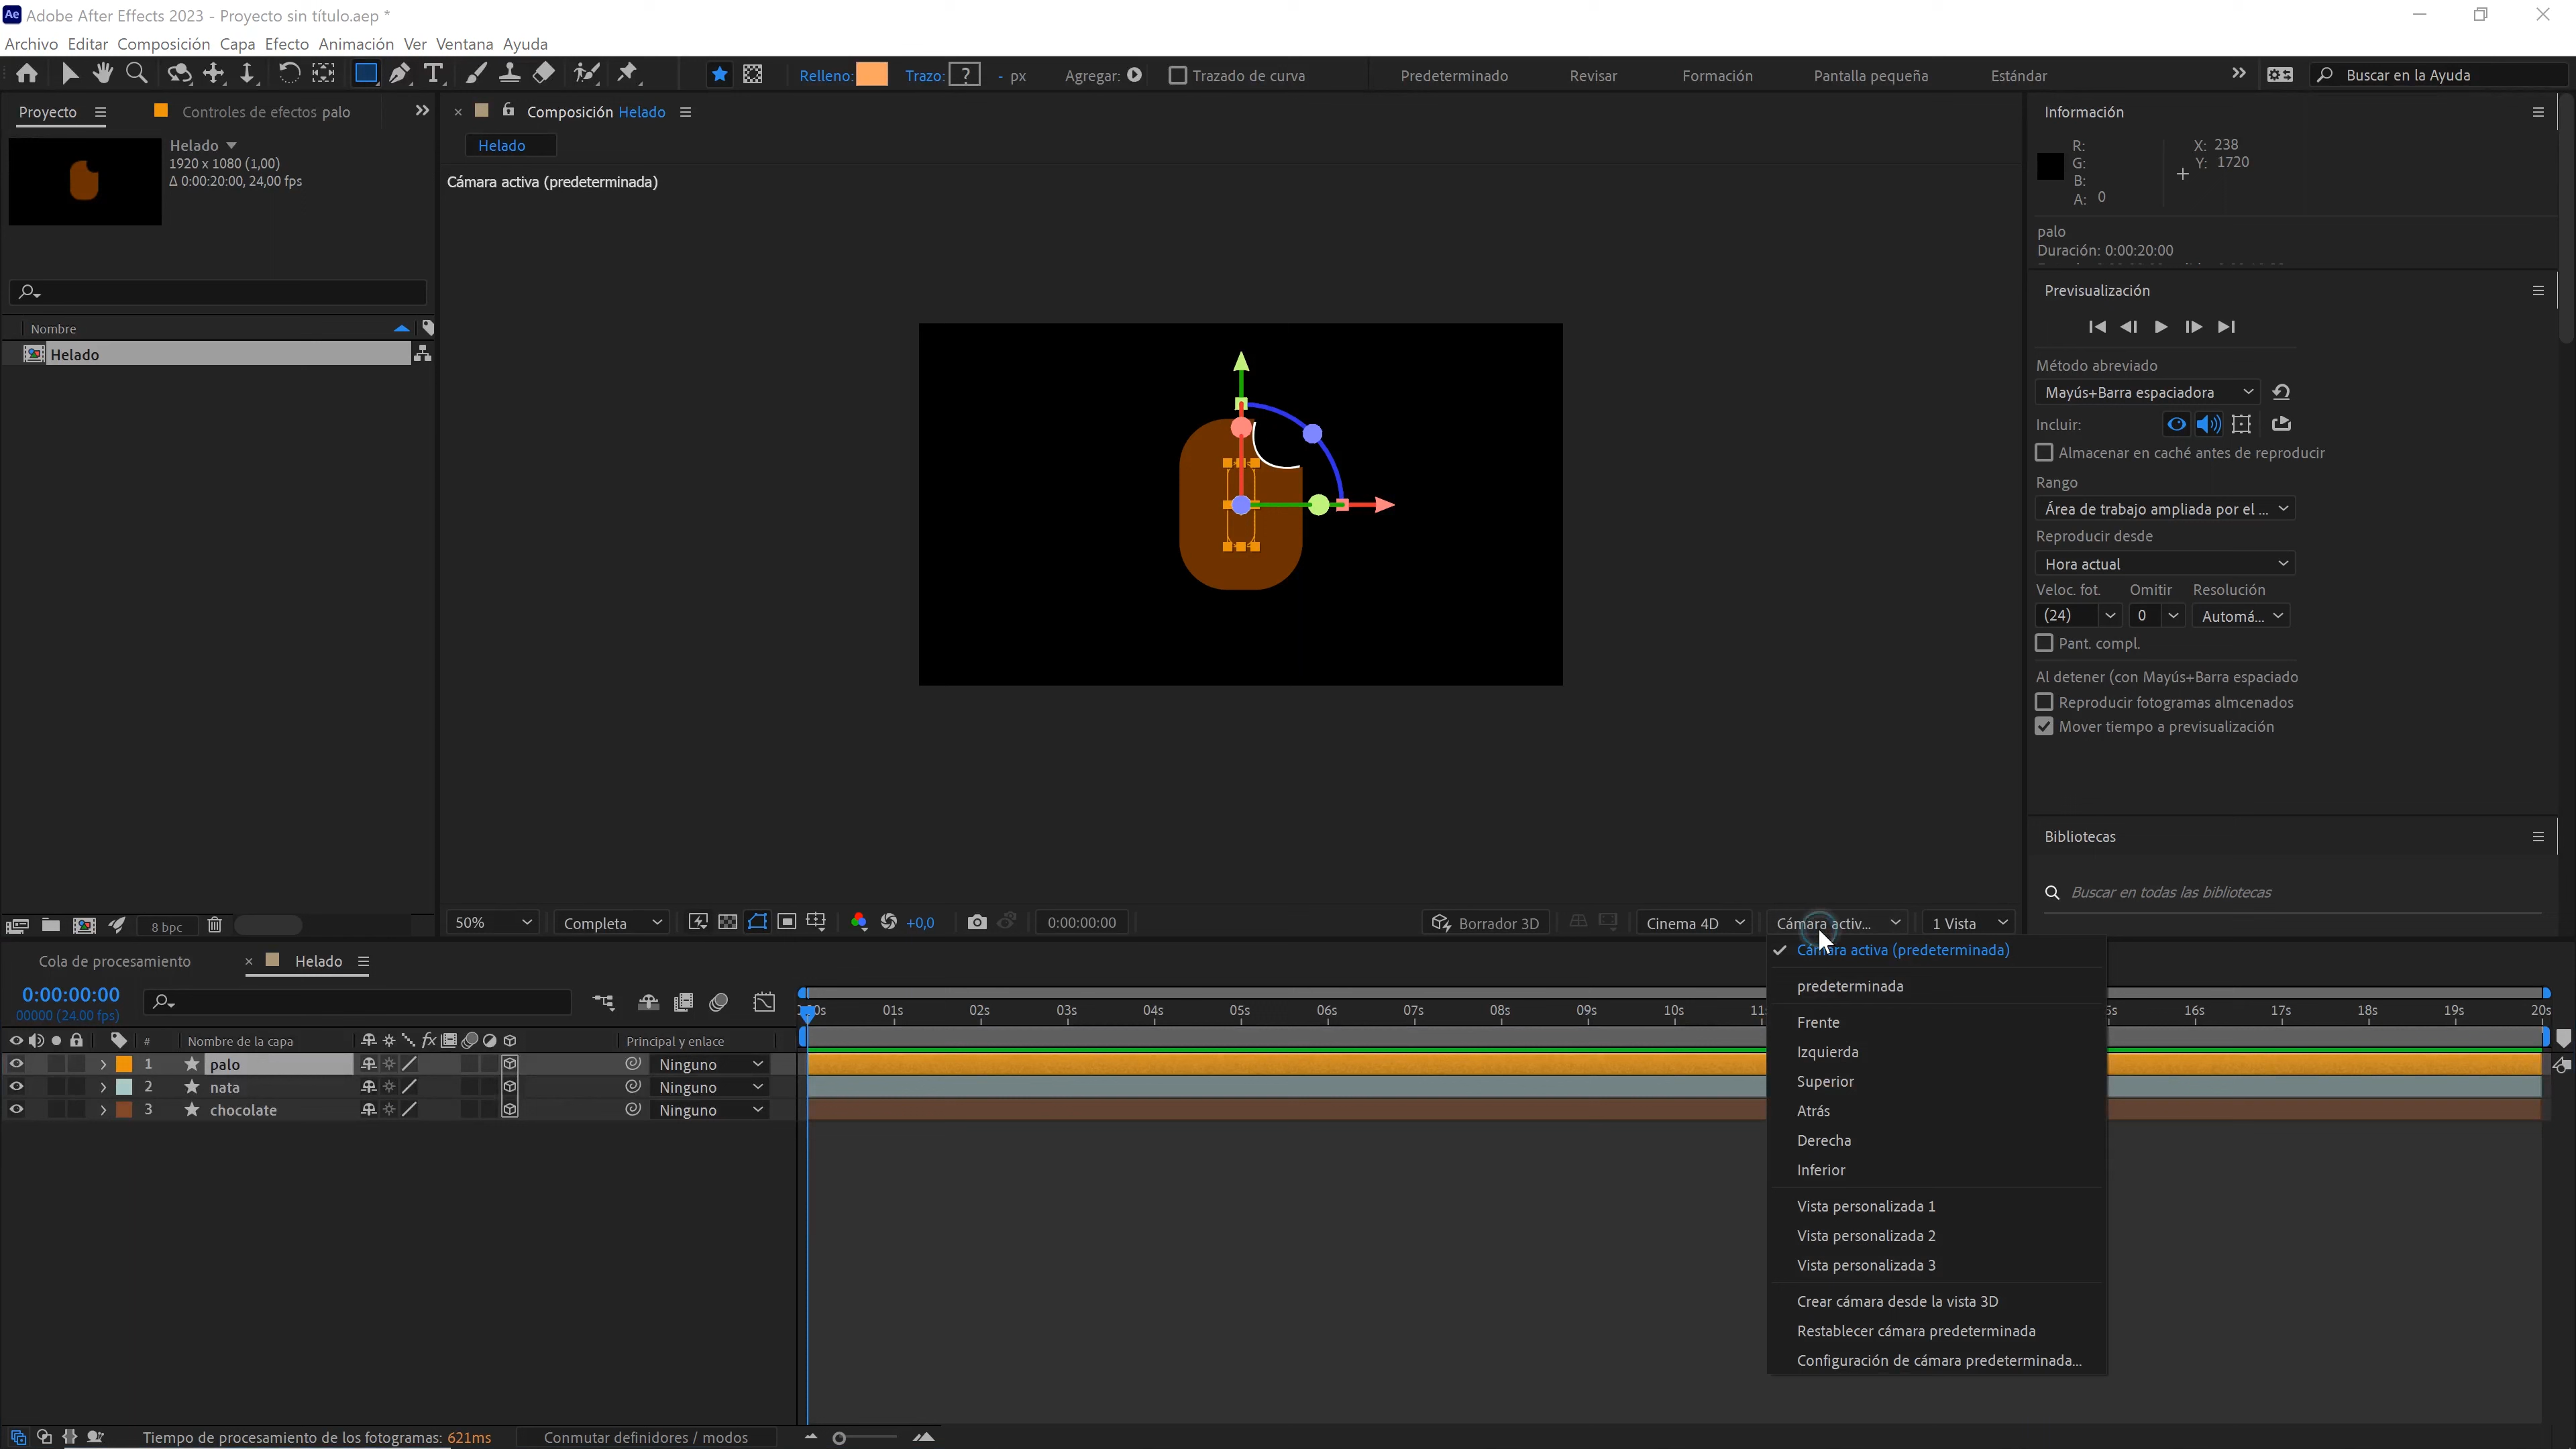 Adobe After Effects 2023 - Proyecto sin título.aep *
Archivo Editar Composición Capa Efecto Animación Ver Ventana Ayuda
Relleno: Trazo: ? - px Agregar: Trazado de curva Predeterminado Revisar Formación Pantalla pequeña Estándar Buscar en la Ayuda
Proyecto Controles de efectos palo
Helado
1920 x 1080 (1,00)
Δ 0:00:20:00, 24,00 fps
Nombre
Helado
8 bpc
Composición Helado
Helado
Cámara activa (predeterminada)
50% Completa +0,0 0:00:00:00 Borrador 3D Cinema 4D Cámara activ... 1 Vista
Información
R: X: 238
G: Y: 1720
B:
A: 0
palo
Duración: 0:00:20:00
Previsualización
Método abreviado
Mayús+Barra espaciadora
Incluir:
Almacenar en caché antes de reproducir
Rango
Área de trabajo ampliada por el ...
Reproducir desde
Hora actual
Veloc. fot. Omitir Resolución
(24) 0 Automá...
Pant. compl.
Al detener (con Mayús+Barra espaciado
Reproducir fotogramas almcenados
Mover tiempo a previsualización
Bibliotecas
Buscar en todas las bibliotecas
Cámara activa (predeterminada)
predeterminada
Frente
Izquierda
Superior
Atrás
Derecha
Inferior
Vista personalizada 1
Vista personalizada 2
Vista personalizada 3
Crear cámara desde la vista 3D
Restablecer cámara predeterminada
Configuración de cámara predeterminada...
Cola de procesamiento Helado
0:00:00:00
00000 (24.00 fps)
01s 02s 03s 04s 05s 06s 07s 08s 09s 10s 16s 17s 18s 19s 20s
# Nombre de la capa fx Principal y enlace
1 palo Ninguno
2 nata Ninguno
3 chocolate Ninguno
Tiempo de procesamiento de los fotogramas: 621ms Conmutar definidores / modos